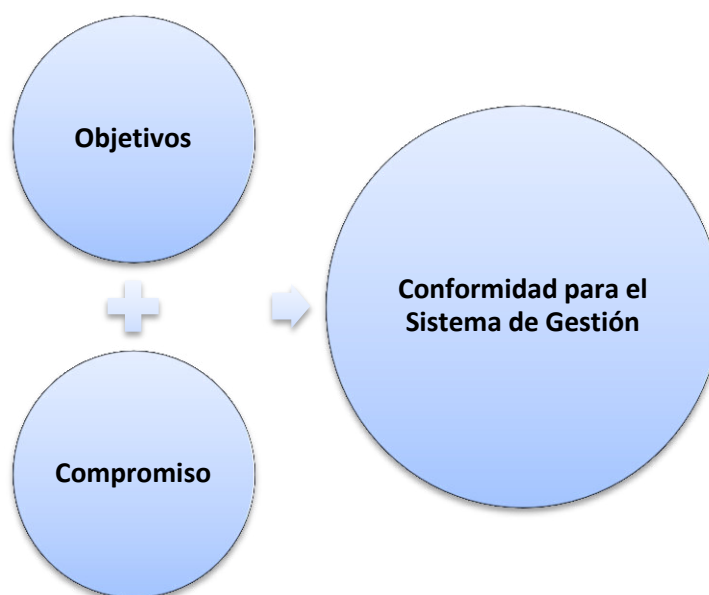 Objetivos
Compromiso
Conformidad para el
Sistema de Gestión